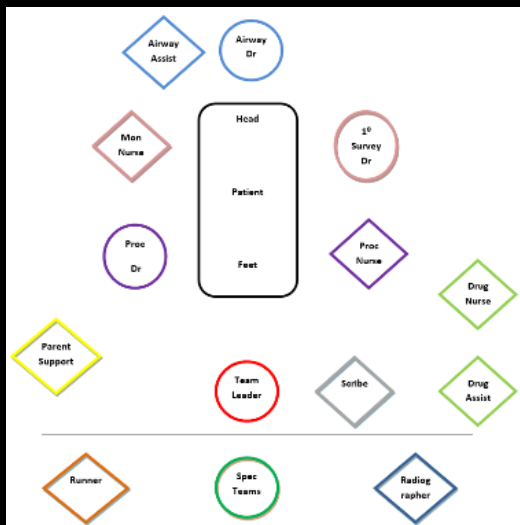 Airway
Assist
Airway
Dr
Head
Mon
Nurse
1º
Survey
Dr
Patient
Proc
Dr
Feet
Proc
Nurse
Drug
Nurse
Parent
Support
Team
Leader
Scribe
Drug
Assist
Runner
Spec
Teams
Radiog
rapher